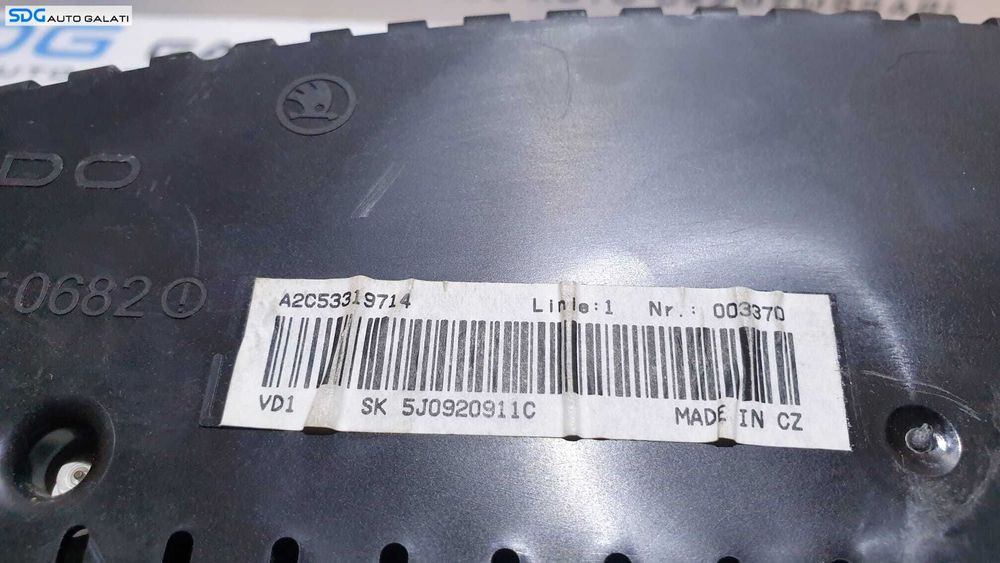 SDG AUTO GALATI
DO
0682
A2C53319714 Linie:1 Nr.: 003370
VD1 SK 5J0920911C MADE IN CZ